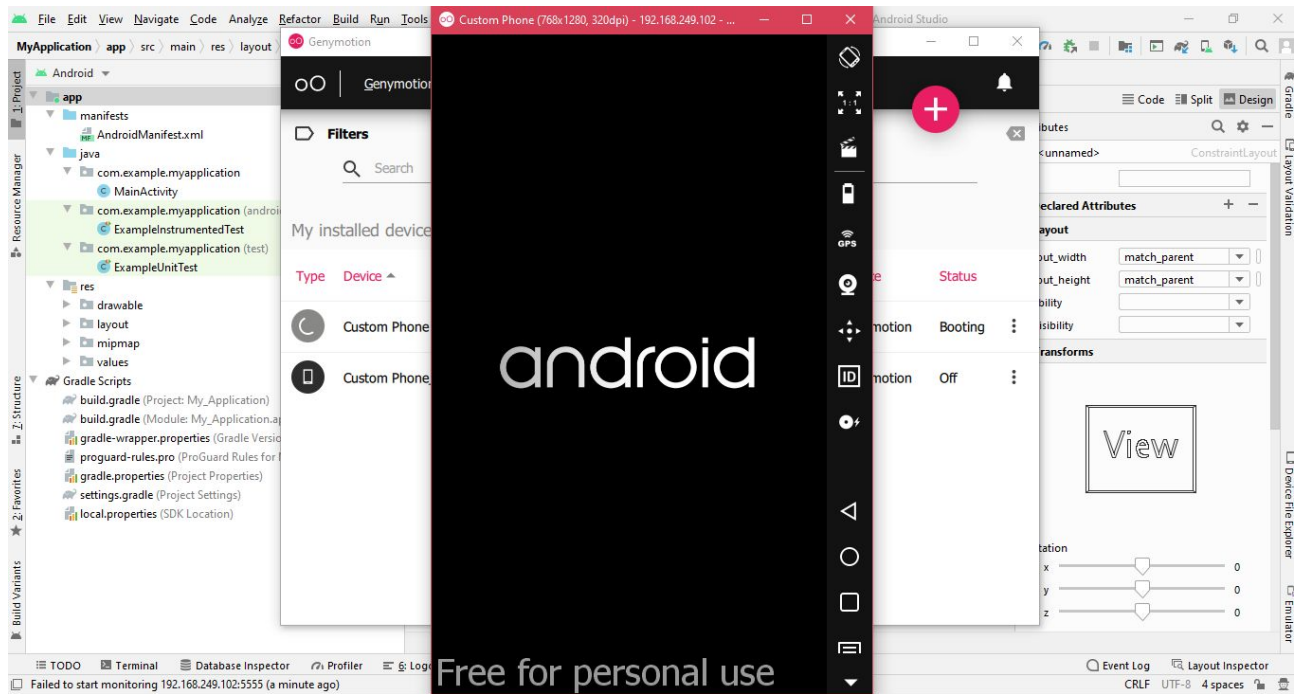 File Edit View Navigate Code Analyze Refactor Build Run Tools
Custom Phone (768x1280, 320dpi) - 192.168.249.102 - ...
Android Studio
MyApplication app src main res layout
Genymotion
1: Project
Resource Manager
7: Structure
2: Favorites
Build Variants
Android
app
manifests
AndroidManifest.xml
java
com.example.myapplication
MainActivity
com.example.myapplication
ExampleInstrumentedTest
com.example.myapplication (test)
ExampleUnitTest
res
drawable
layout
mipmap
values
Gradle Scripts
build.gradle (Project: My_Application)
build.gradle (Module: My_Application.a
gradle-wrapper.properties (Gradle Versio
proguard-rules.pro (ProGuard Rules for
gradle.properties (Project Properties)
settings.gradle (Project Settings)
local.properties (SDK Location)
Genymotion
Filters
Search
My installed device
Type Device Status
Custom Phone motion Booting
Custom Phone_ motion Off
android
Free for personal use
1:1
GPS
ID
Code Split Design
ibutes
<unnamed> ConstraintLayout
eclared Attributes
ayout
out_width match_parent
out_height match_parent
bility
isibility
ransforms
View
tation
x 0
y 0
z 0
Gradle
Layout Validation
Device File Explorer
Emulator
TODO Terminal Database Inspector Profiler 6: Logc
Event Log Layout Inspector
Failed to start monitoring 192.168.249.102:5555 (a minute ago)
CRLF UTF-8 4 spaces